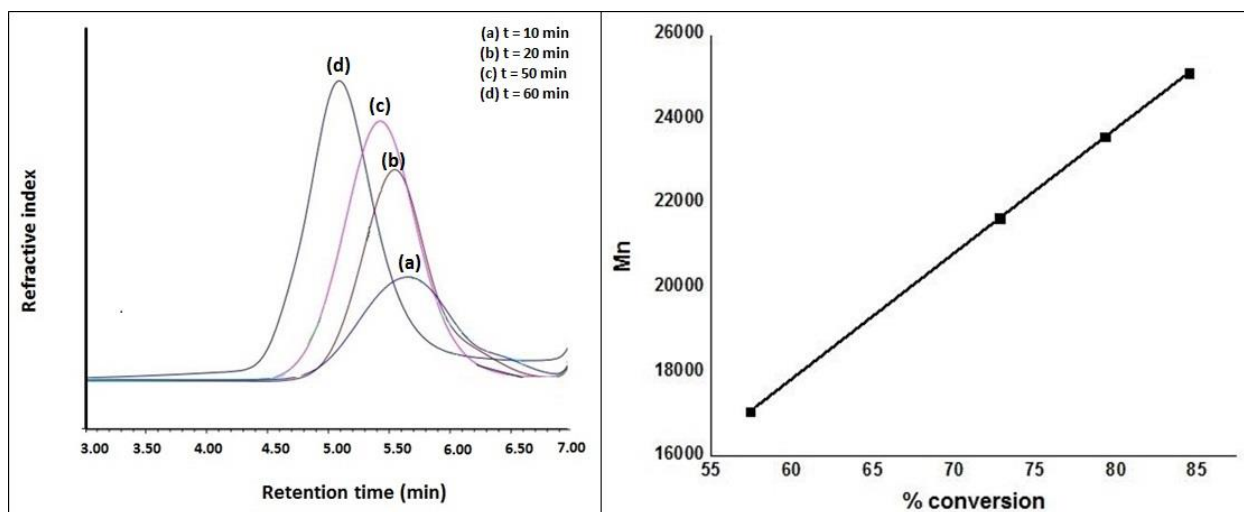 (a) t = 10 min
(b) t = 20 min
(c) t = 50 min
(d) t = 60 min
(d)
(c)
(b)
(a)
Refractive index
3.00 3.50 4.00 4.50 5.00 5.50 6.00 6.50 7.00
Retention time (min)
26000
24000
22000
20000
18000
16000
Mn
55 60 65 70 75 80 85
% conversion